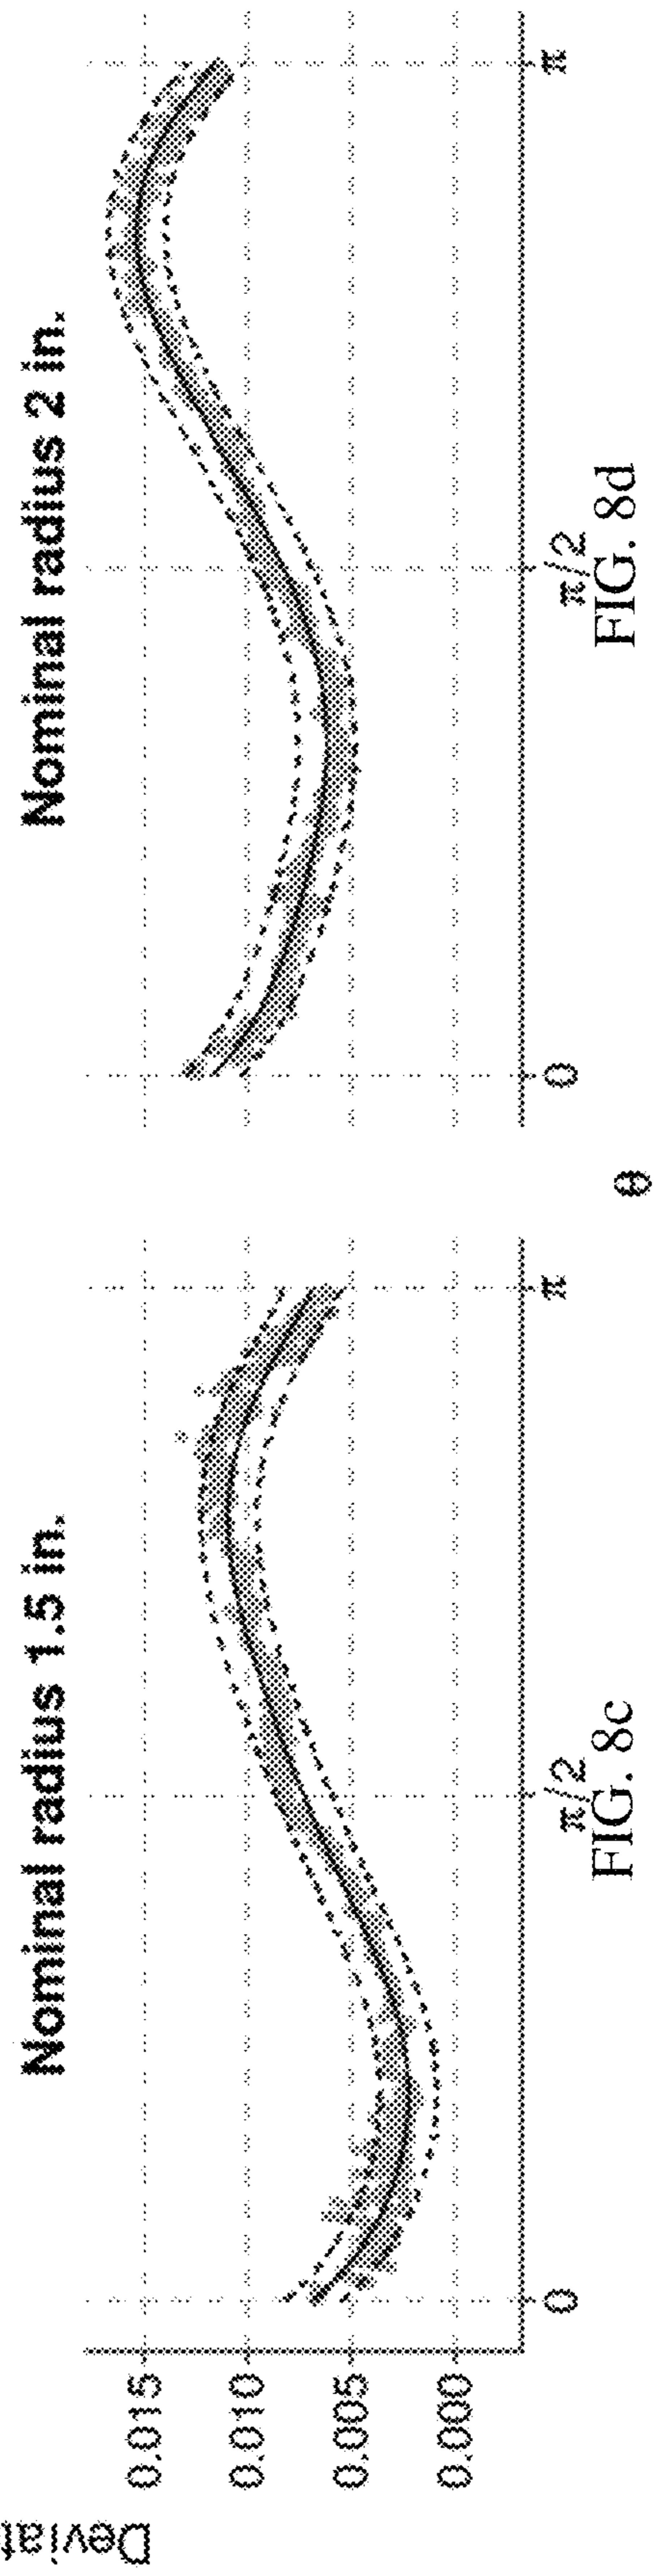 Nominal radius 1.5 in.
Nominal radius 2 in.
Deviat
0.015
0.010
0.005
0.000
0
π/2
π
0
π/2
π
θ
FIG. 8c
FIG. 8d